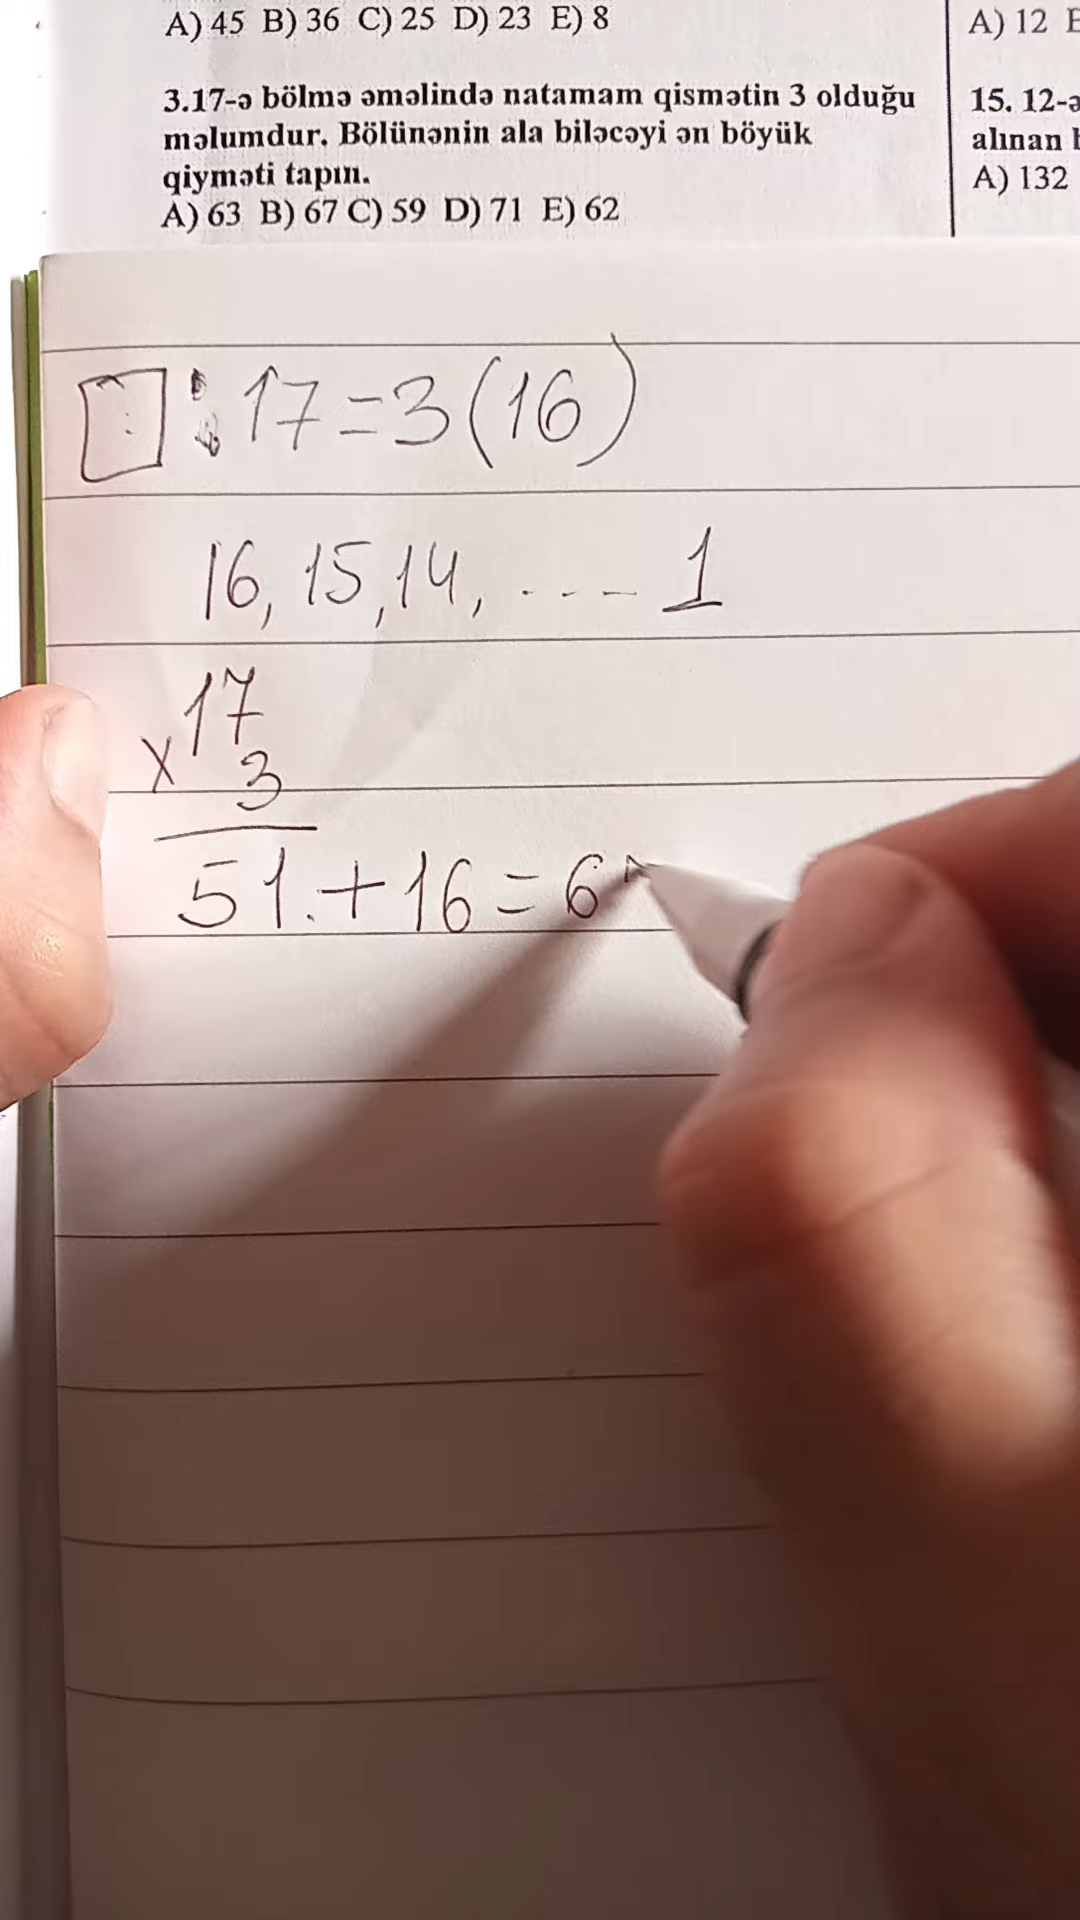 A) 45 B) 36 C) 25 D) 23 E) 8
3.17-ə bölmə əməlində natamam qismətin 3 olduğu
məlumdur. Bölünənin ala biləcəyi ən böyük
qiyməti tapın.
A) 63 B) 67 C) 59 D) 71 E) 62
A) 12
15. 12-ə
alınan
A) 132
: 17 = 3 (16)
16, 15, 14, .... 1
17
x 3
51. + 16 = 6